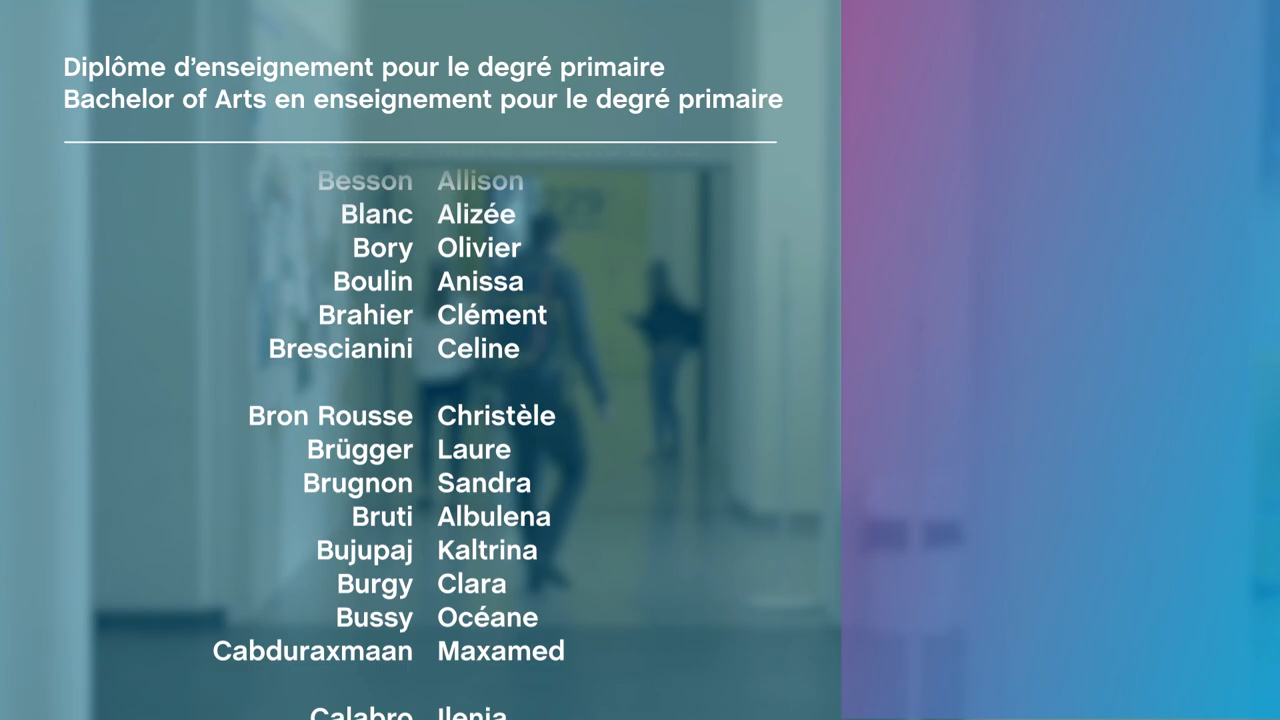 Diplôme d’enseignement pour le degré primaire
Bachelor of Arts en enseignement pour le degré primaire
Besson Allison
Blanc Alizée
Bory Olivier
Boulin Anissa
Brahier Clément
Brescianini Celine
Bron Rousse Christèle
Brügger Laure
Brugnon Sandra
Bruti Albulena
Bujupaj Kaltrina
Burgy Clara
Bussy Océane
Cabduraxmaan Maxamed
Calabro Ilenia